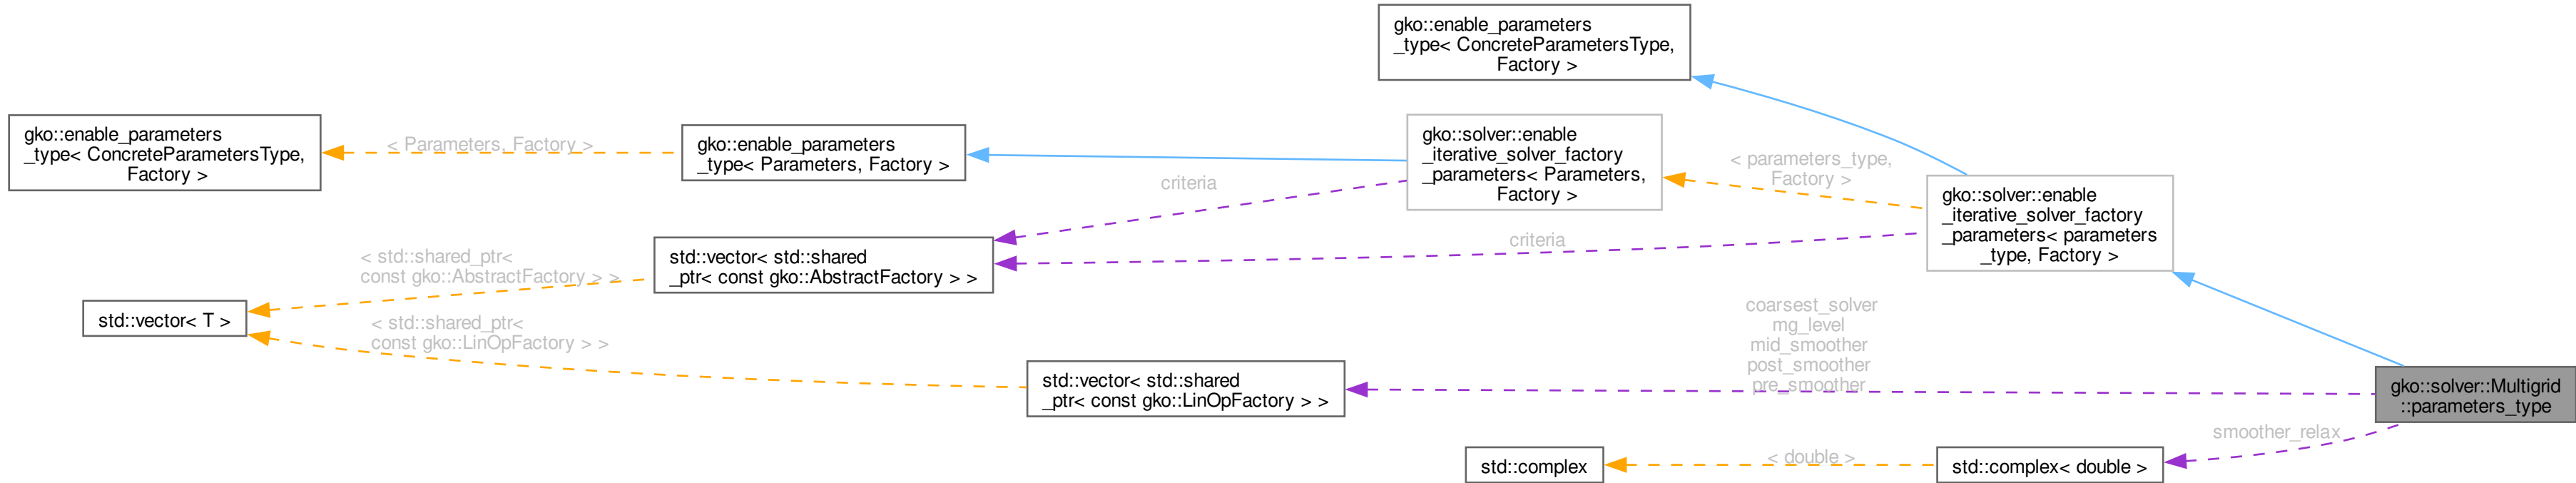 gko::enable_parameters
_type< ConcreteParametersType,
Factory >
gko::enable_parameters
_type< ConcreteParametersType,
Factory >
< Parameters, Factory >
gko::enable_parameters
_type< Parameters, Factory >
gko::solver::enable
_iterative_solver_factory
_parameters< Parameters,
Factory >
< parameters_type,
Factory >
gko::solver::enable
_iterative_solver_factory
_parameters< parameters
_type, Factory >
criteria
criteria
< std::shared_ptr<
const gko::AbstractFactory > >
std::vector< std::shared
_ptr< const gko::AbstractFactory > >
std::vector< T >
< std::shared_ptr<
const gko::LinOpFactory > >
std::vector< std::shared
_ptr< const gko::LinOpFactory > >
coarsest_solver
mg_level
mid_smoother
post_smoother
pre_smoother
gko::solver::Multigrid
::parameters_type
smoother_relax
std::complex
< double >
std::complex< double >